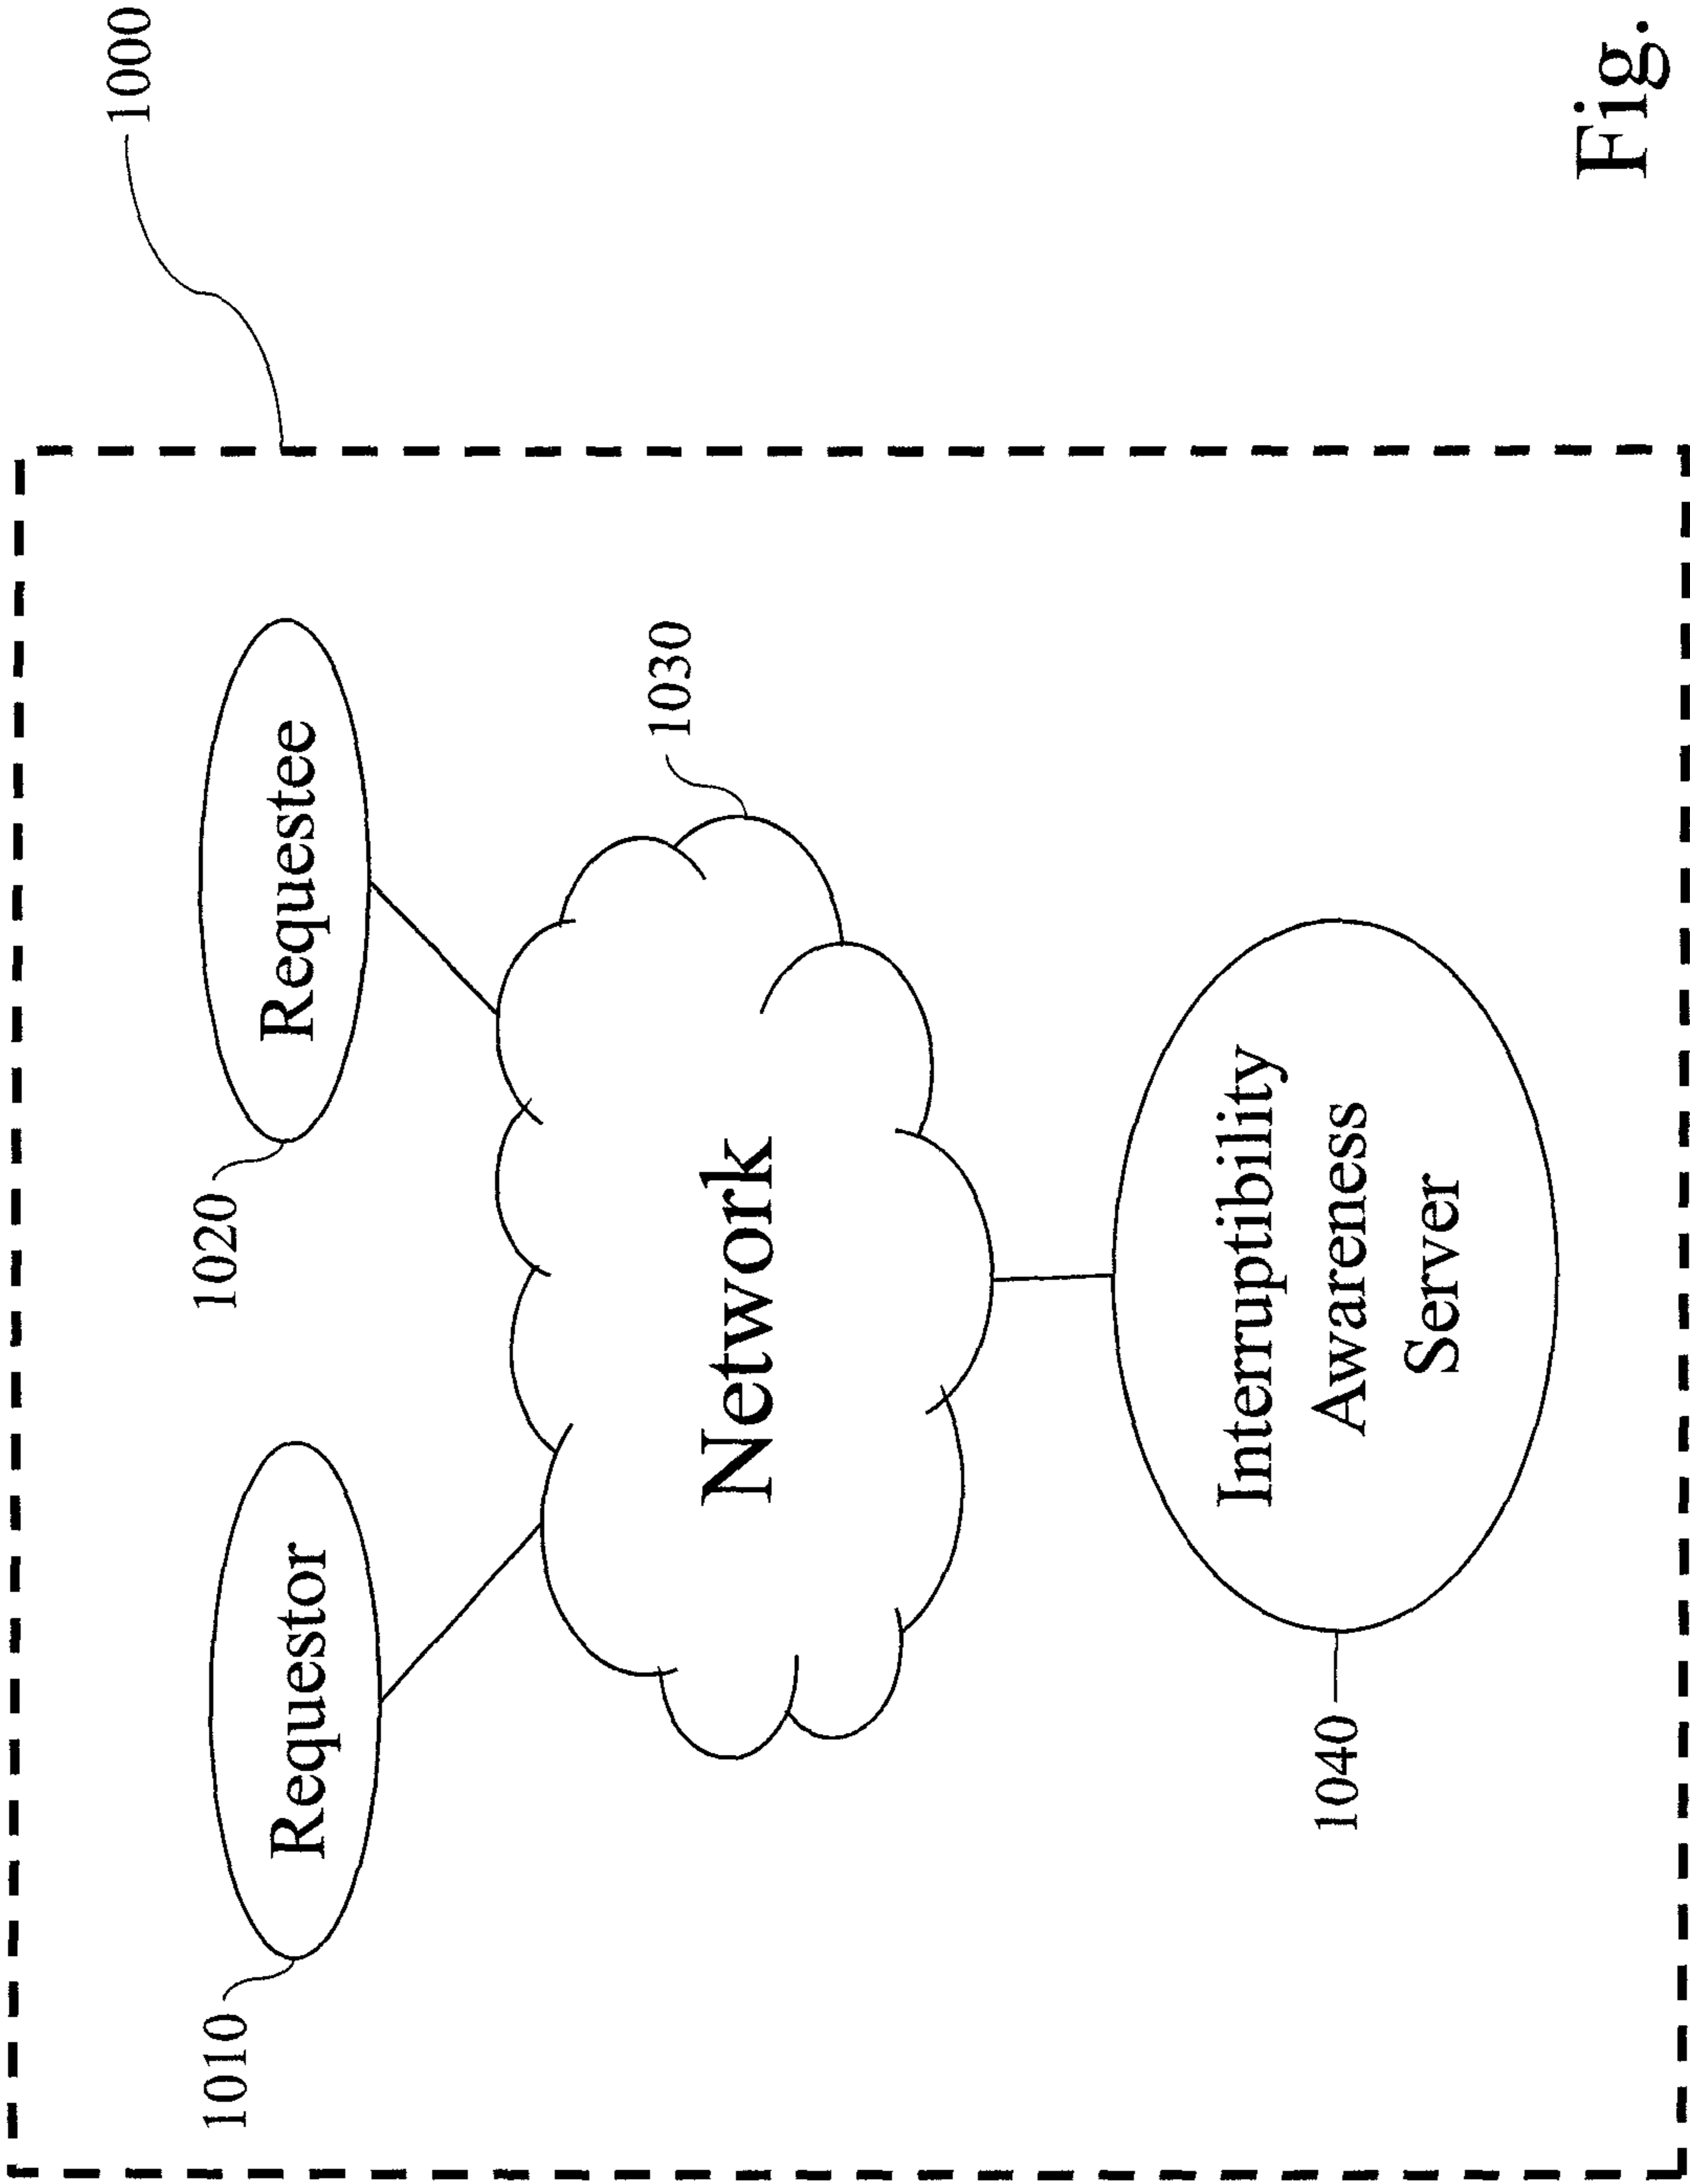 1000
1010
Requestor
1020
Requestee
1030
Network
1040
Interruptibility
Awareness
Server
Fig.